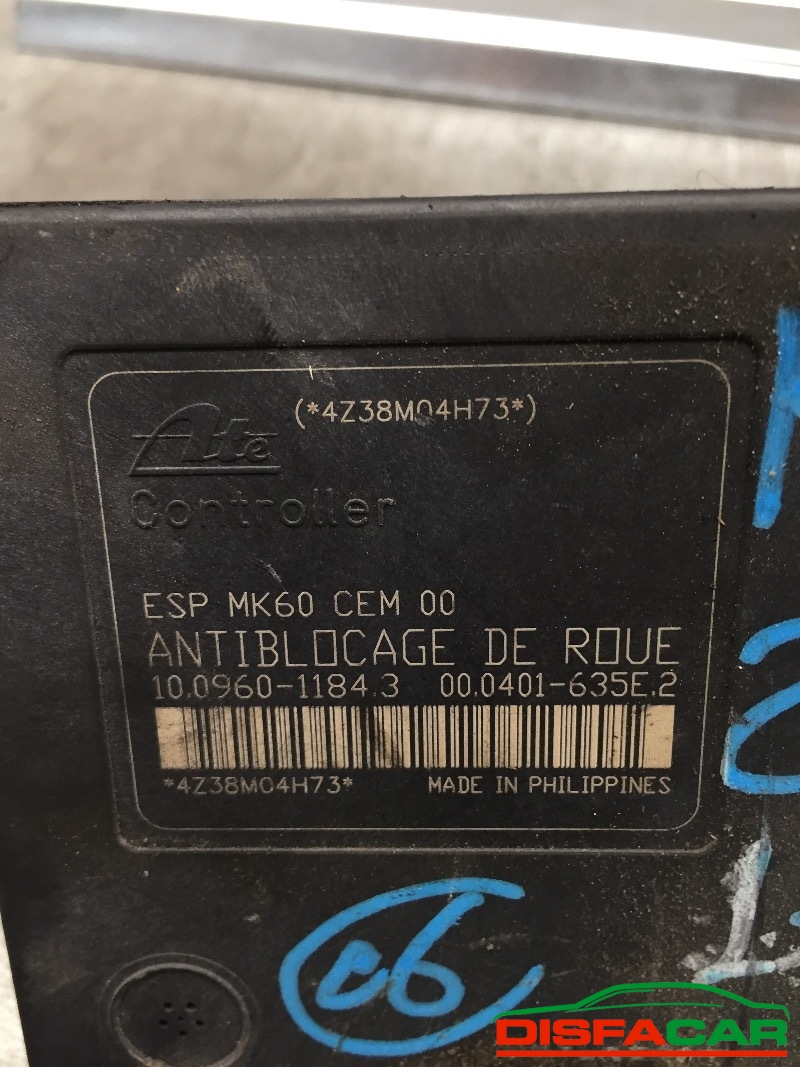 (*4Z38M04H73*)
Ate
Controller
ESP MK60 CEM 00
ANTIBLOCAGE DE ROUE
10.0960-1184.3 00.0401-635E.2
*4Z38M04H73* MADE IN PHILIPPINES
DISFACAR